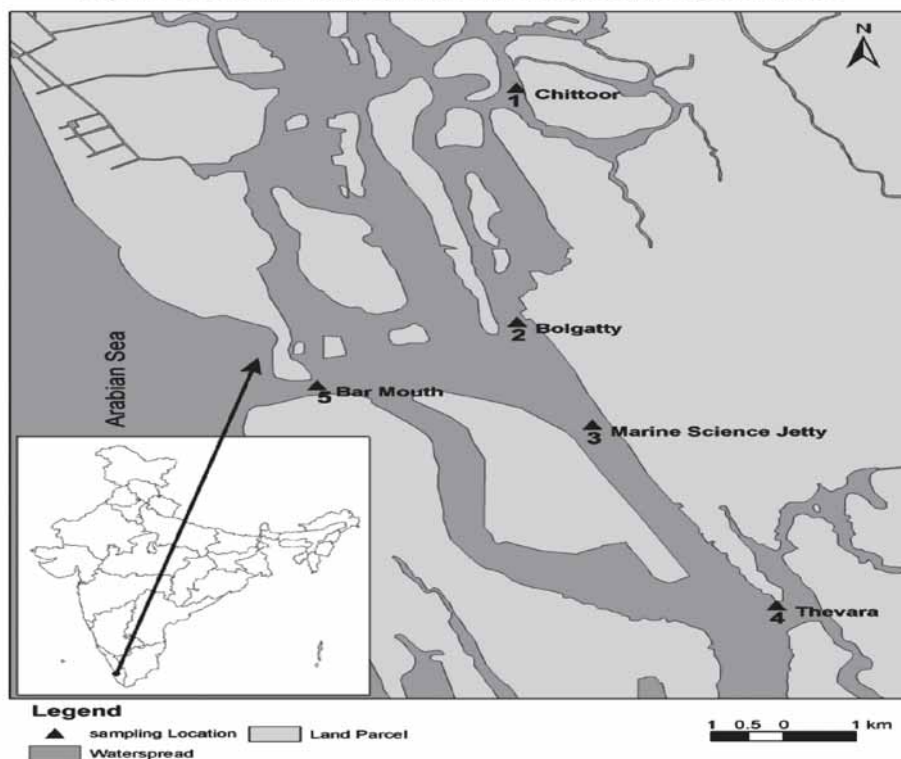 N
1 Chittoor
2 Bolgatty
Arabian Sea
5 Bar Mouth
3 Marine Science Jetty
4 Thevara
Legend
sampling Location
Land Parcel
Waterspread
1 0.5 0 1 km